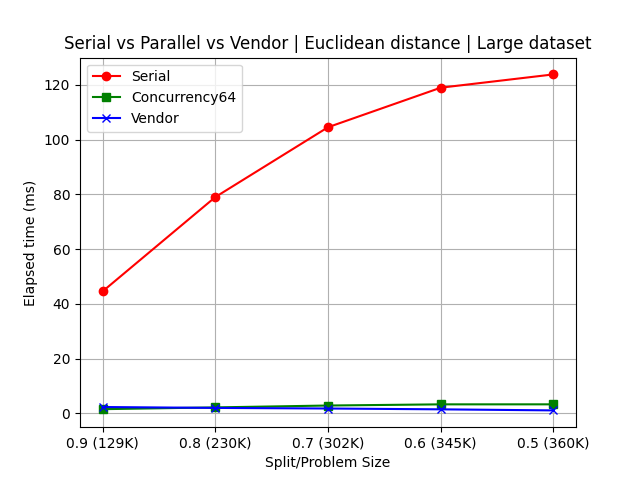 Serial vs Parallel vs Vendor | Euclidean distance | Large dataset
Serial
Concurrency64
Vendor
Elapsed time (ms)
120
100
80
60
40
20
0
0.9 (129K) 0.8 (230K) 0.7 (302K) 0.6 (345K) 0.5 (360K)
Split/Problem Size